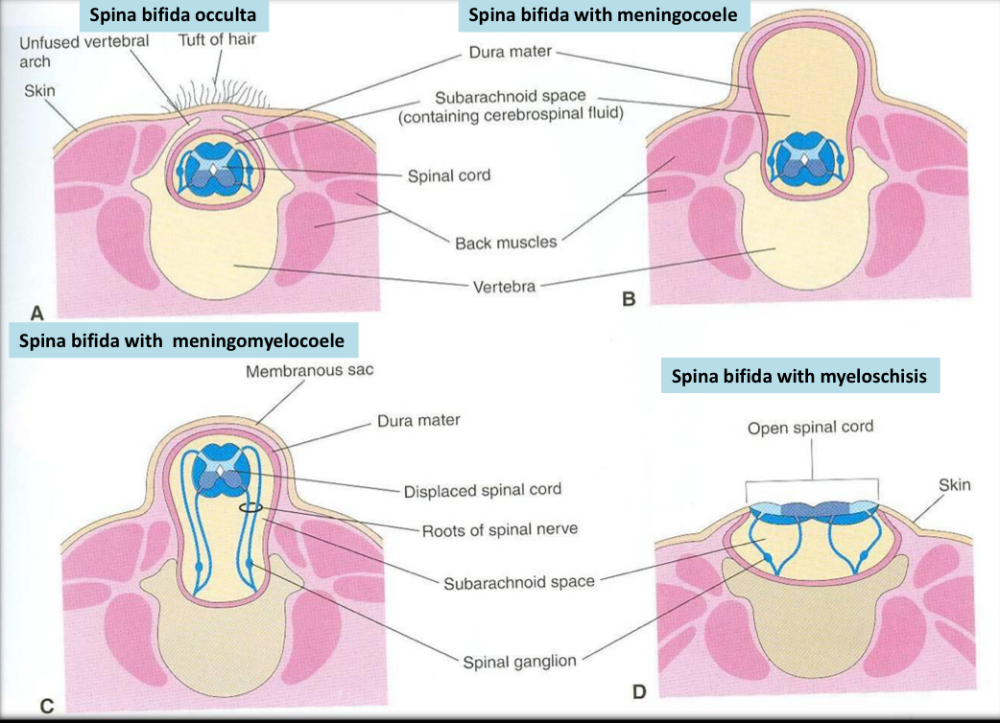 Spina bifida occulta
Spina bifida with meningocoele
Unfused vertebral
arch
Tuft of hair
Skin
Dura mater
Subarachnoid space
(containing cerebrospinal fluid)
Spinal cord
Back muscles
Vertebra
A
B
Spina bifida with meningomyelocoele
Spina bifida with myeloschisis
Membranous sac
Dura mater
Open spinal cord
Displaced spinal cord
Skin
Roots of spinal nerve
Subarachnoid space
Spinal ganglion
C
D